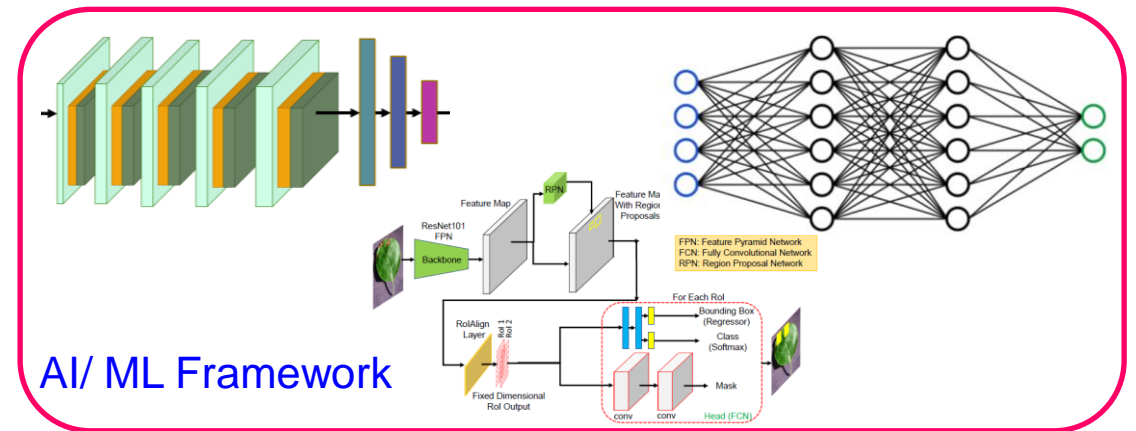 RPN
Feature Map
Feature Ma
With Region
Proposals
ResNet101
FPN
Backbone
FPN: Feature Pyramid Network
FCN: Fully Convolutional Network
RPN: Region Proposal Network
For Each RoI
Bounding Box
(Regressor)
Class
(Softmax)
RoIAlign
Layer
RoI 1
RoI 2
Fixed Dimensional
RoI Output
Mask
conv
conv
Head (FCN)
AI/ ML Framework